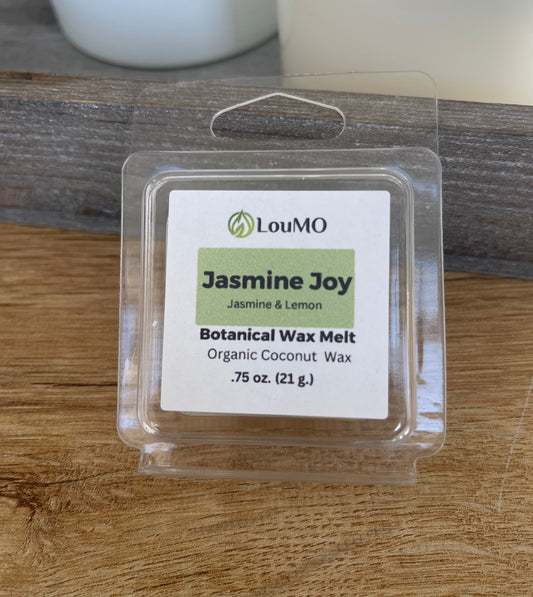 LouMO
Jasmine Joy
Jasmine & Lemon
Botanical Wax Melt
Organic Coconut Wax
.75 oz. (21 g.)